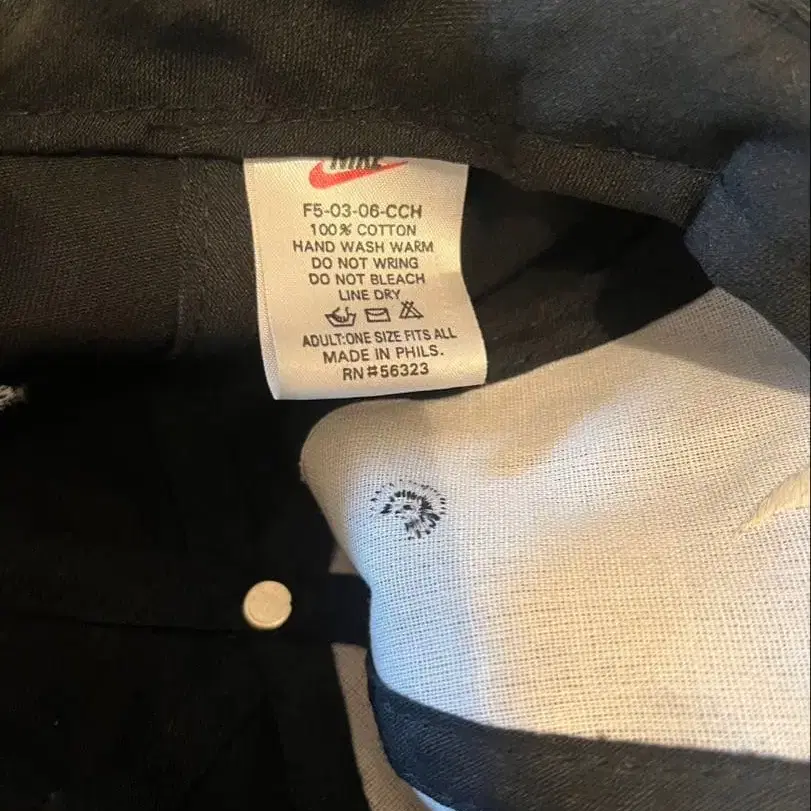 NIKE
F5-03-06-CCH
100% COTTON
HAND WASH WARM
DO NOT WRING
DO NOT BLEACH
LINE DRY
ADULT:ONE SIZE FITS ALL
MADE IN PHILS.
RN#56323